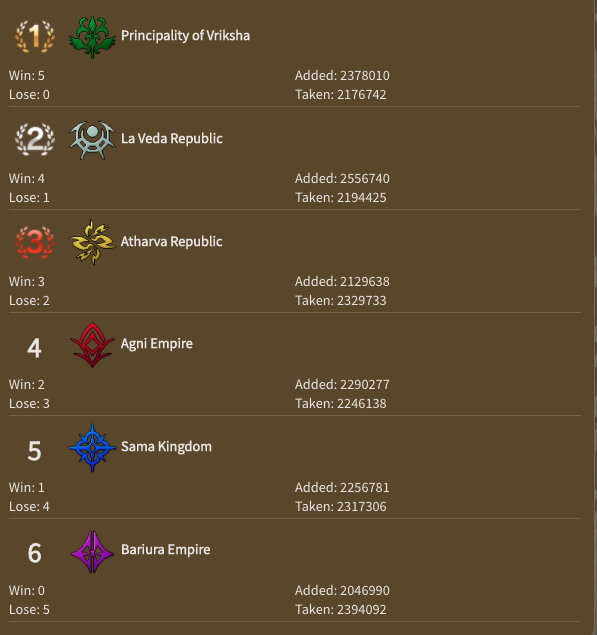 1
Principality of Vriksha
Win: 5 Added: 2378010
Lose: 0 Taken: 2176742
2
La Veda Republic
Win: 4 Added: 2556740
Lose: 1 Taken: 2194425
3
Atharva Republic
Win: 3 Added: 2129638
Lose: 2 Taken: 2329733
4
Agni Empire
Win: 2 Added: 2290277
Lose: 3 Taken: 2246138
5
Sama Kingdom
Win: 1 Added: 2256781
Lose: 4 Taken: 2317306
6
Bariura Empire
Win: 0 Added: 2046990
Lose: 5 Taken: 2394092